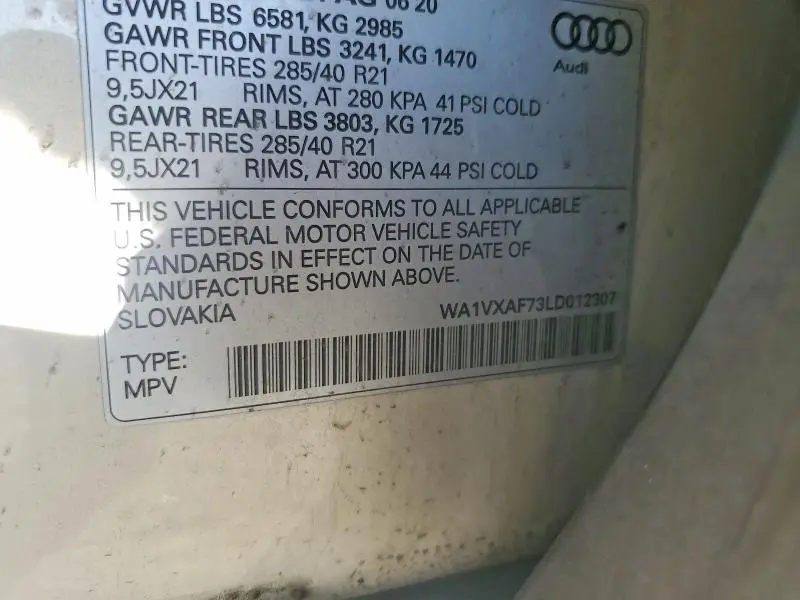 AG 06 20
GVWR LBS 6581, KG 2985
GAWR FRONT LBS 3241, KG 1470
FRONT-TIRES 285/40 R21
9,5JX21 RIMS, AT 280 KPA 41 PSI COLD
GAWR REAR LBS 3803, KG 1725
REAR-TIRES 285/40 R21
9,5JX21 RIMS, AT 300 KPA 44 PSI COLD
Audi
THIS VEHICLE CONFORMS TO ALL APPLICABLE
U.S. FEDERAL MOTOR VEHICLE SAFETY
STANDARDS IN EFFECT ON THE DATE OF
MANUFACTURE SHOWN ABOVE.
SLOVAKIA WA1VXAF73LD012307
TYPE:
MPV